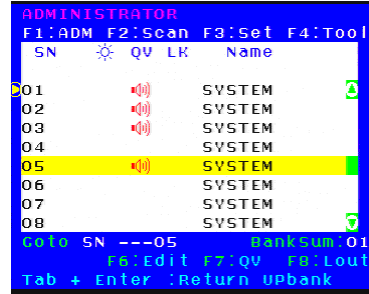 ADMINISTRATOR
F1:ADM F2:Scan F3:Set F4:Tool
SN QV LK Name
01 SYSTEM
02 SYSTEM
03 SYSTEM
04 SYSTEM
05 SYSTEM
06 SYSTEM
07 SYSTEM
08 SYSTEM
Goto SN ---05 BankSum:01
F6:Edit F7:QV F8:Lout
Tab + Enter :Return UPbank